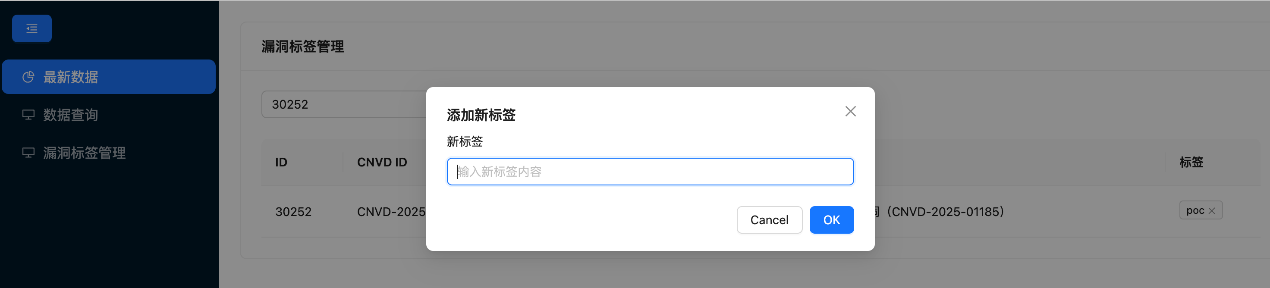 最新数据
数据查询
漏洞标签管理
漏洞标签管理
30252
添加新标签
新标签
输入新标签内容
Cancel
OK
ID
CNVD ID
标签
30252
CNVD-2025
(CNVD-2025-01185)
poc